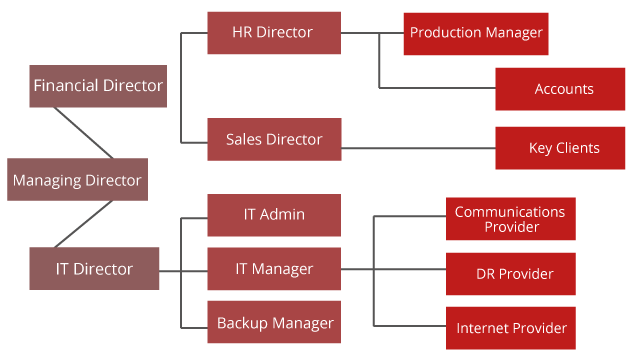 HR Director
Production Manager
Financial Director
Accounts
Sales Director
Key Clients
Managing Director
IT Admin
Communications
Provider
IT Director
IT Manager
DR Provider
Backup Manager
Internet Provider